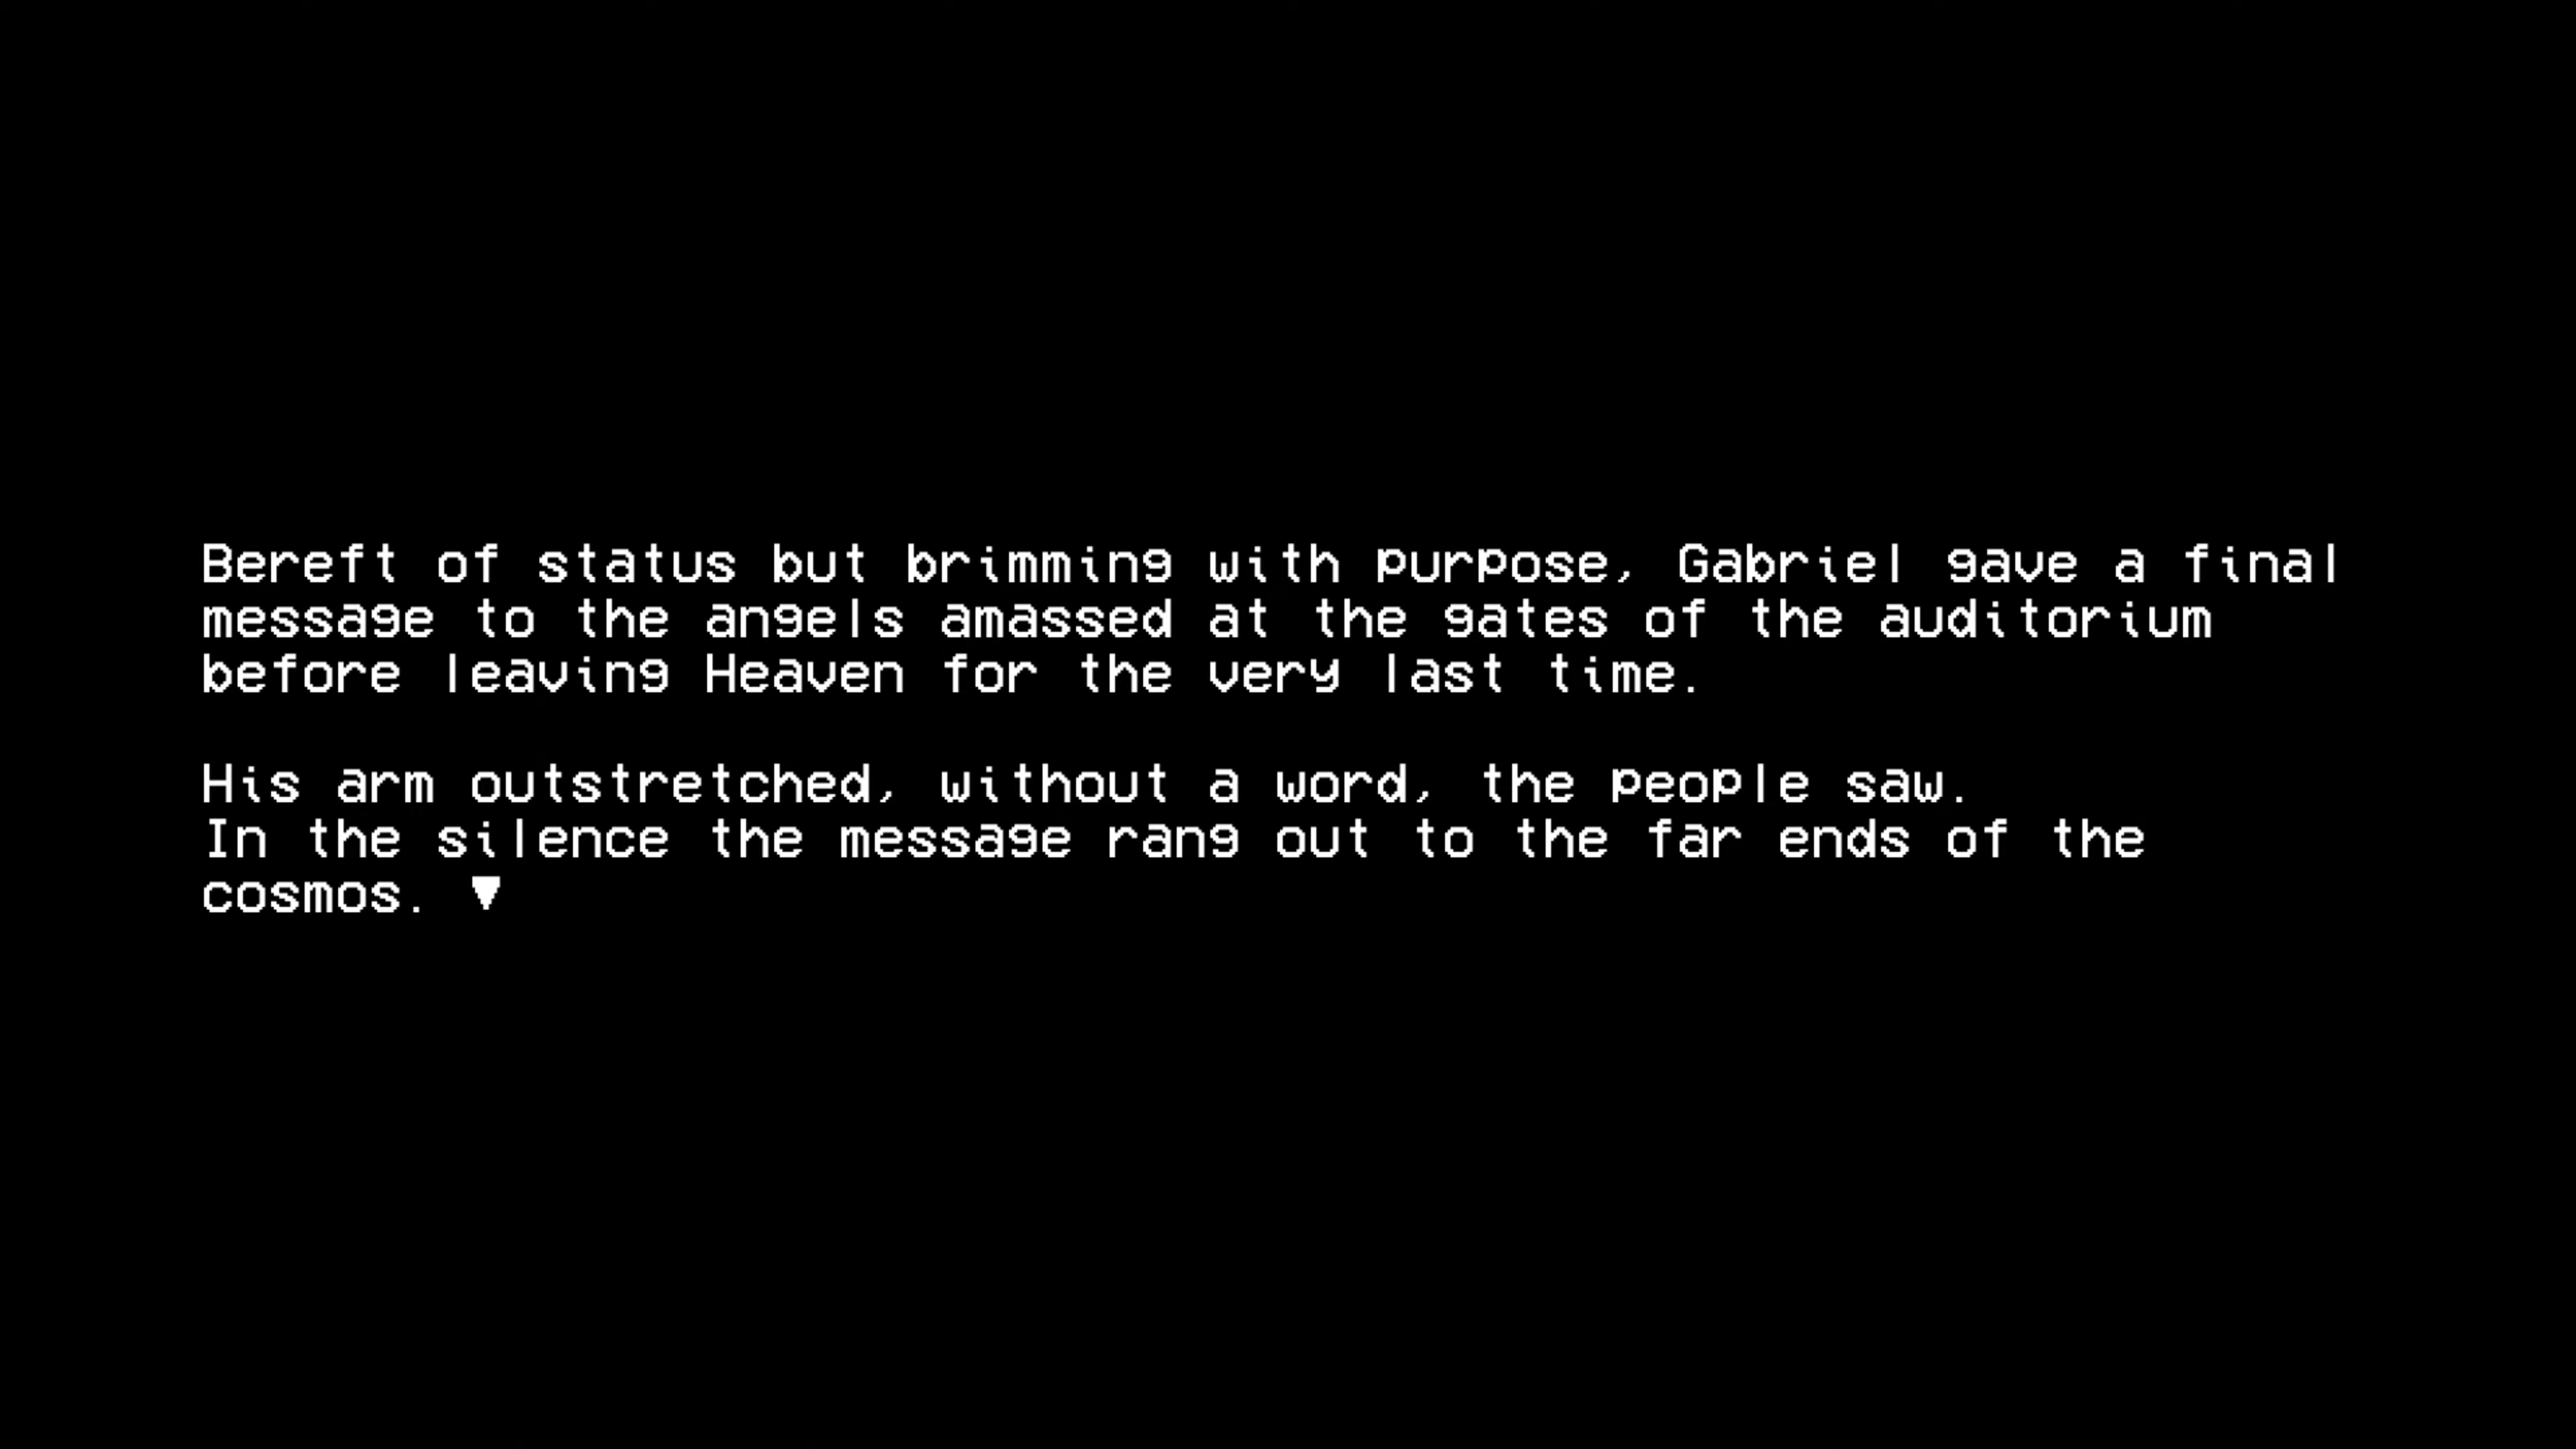 Bereft of status but brimming with purpose, Gabriel gave a final
message to the angels amassed at the gates of the auditorium
before leaving Heaven for the very last time.
His arm outstretched, without a word, the people saw.
In the silence the message rang out to the far ends of the
cosmos. ▼